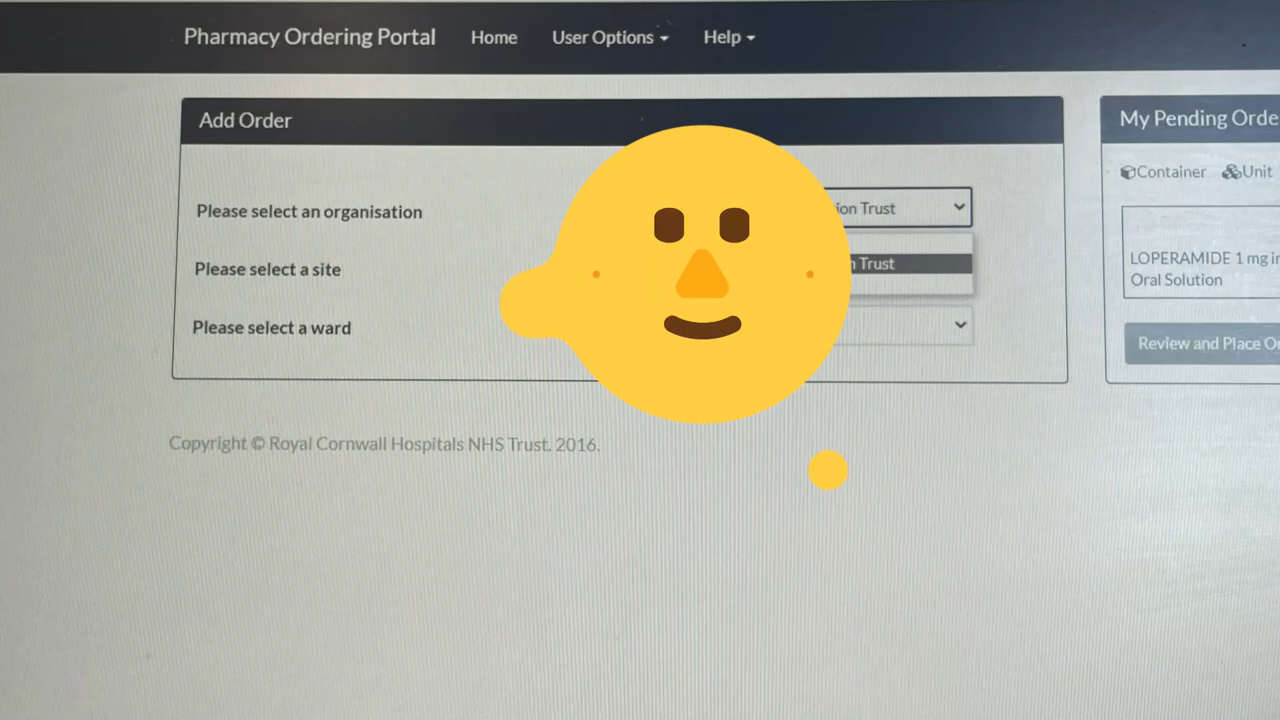 Pharmacy Ordering Portal Home User Options Help
Add Order
Please select an organisation
Trust
Please select a site
Trust
Please select a ward
Copyright © Royal Cornwall Hospitals NHS Trust. 2016.
My Pending
Container Unit
LOPERAMIDE 1 mg
Oral Solution
Review and Place